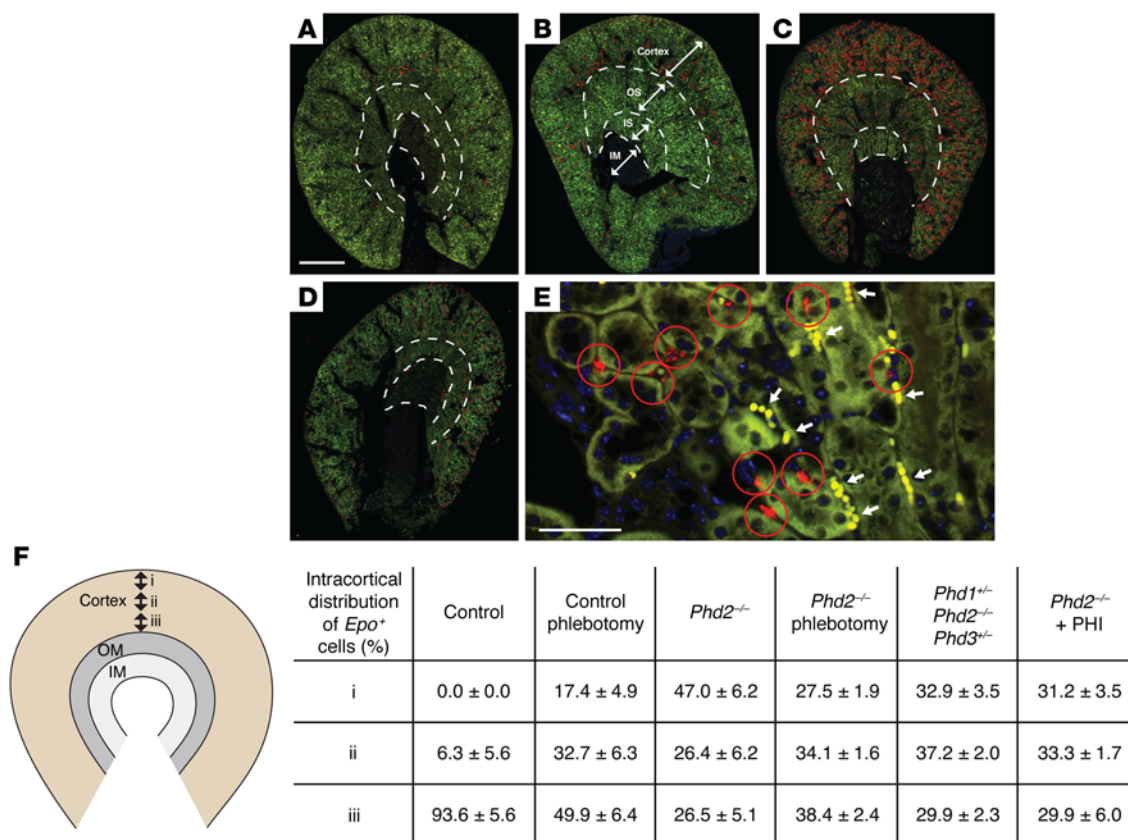 A
B
C
Cortex
OS
IS
IM
D
E
F
i
Cortex
ii
iii
OM
IM
Intracortical distribution of Epo⁺ cells (%)
Control
Control phlebotomy
Phd2⁻/⁻
Phd2⁻/⁻ phlebotomy
Phd1⁺/⁻ Phd2⁻/⁻ Phd3⁺/⁻
Phd2⁻/⁻ + PHI
i
0.0 ± 0.0
17.4 ± 4.9
47.0 ± 6.2
27.5 ± 1.9
32.9 ± 3.5
31.2 ± 3.5
ii
6.3 ± 5.6
32.7 ± 6.3
26.4 ± 6.2
34.1 ± 1.6
37.2 ± 2.0
33.3 ± 1.7
iii
93.6 ± 5.6
49.9 ± 6.4
26.5 ± 5.1
38.4 ± 2.4
29.9 ± 2.3
29.9 ± 6.0